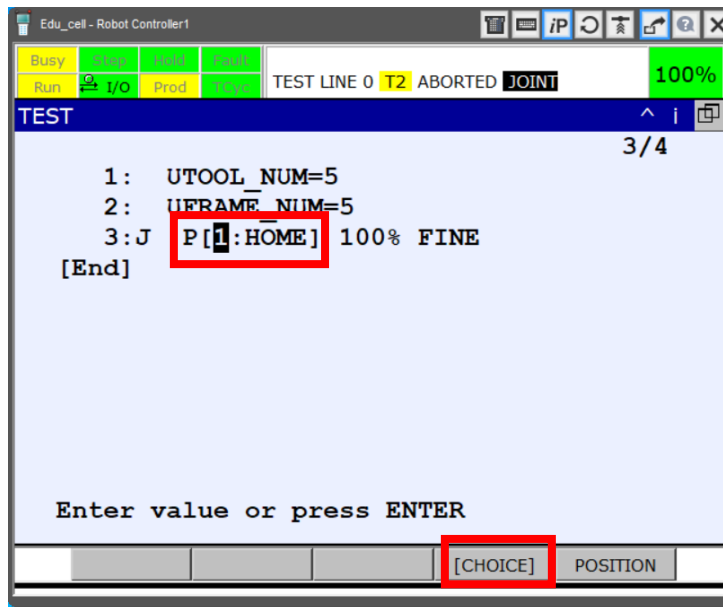 Edu_cell - Robot Controller1
iP
Busy Step Hold Fault
Run I/O Prod TCyc
TEST LINE 0 T2 ABORTED JOINT
100%
TEST
3/4
1: UTOOL_NUM=5
2: UFRAME_NUM=5
3:J P[1:HOME] 100% FINE
[End]
Enter value or press ENTER
[CHOICE] POSITION